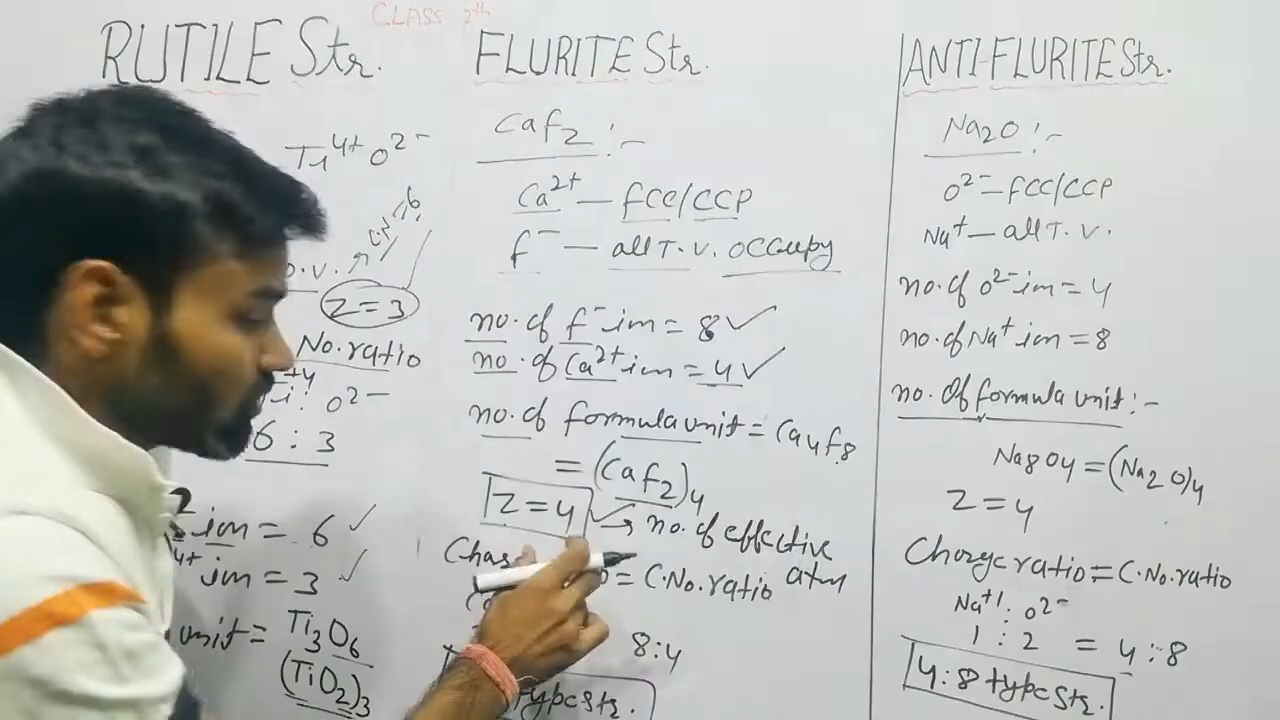 CLASS 12th
RUTILE Str.
Ti4+ O2-
C.N. → 6
O.V.
Z = 3
No. ratio
O2-
6 : 3
ion = 6 ✓
4+ ion = 3 ✓
unit = Ti3O6
(TiO2)3
FLURITE Str.
Caf2 :-
Ca2+ — fCC/CCP
f- — all T.V. occupy
no. of f- ion = 8 ✓
no. of Ca2+ ion = 4 ✓
no. of formula unit = Ca4f8
= (Caf2)4
Z = 4 ✓ → no. of effective
atm
= C.No. ratio
8:4
type Str.
ANTI-FLURITE Str.
Na2O :-
O2- — fCC/CCP
Na+ — all T.V.
no. of O2- ion = 4
no. of Na+ ion = 8
no. Of formula unit :-
Na8O4 = (Na2O)4
Z = 4
Charge ratio = C.No. ratio
Na+1 : O2-
1 : 2 = 4 : 8
4:8 type Str.